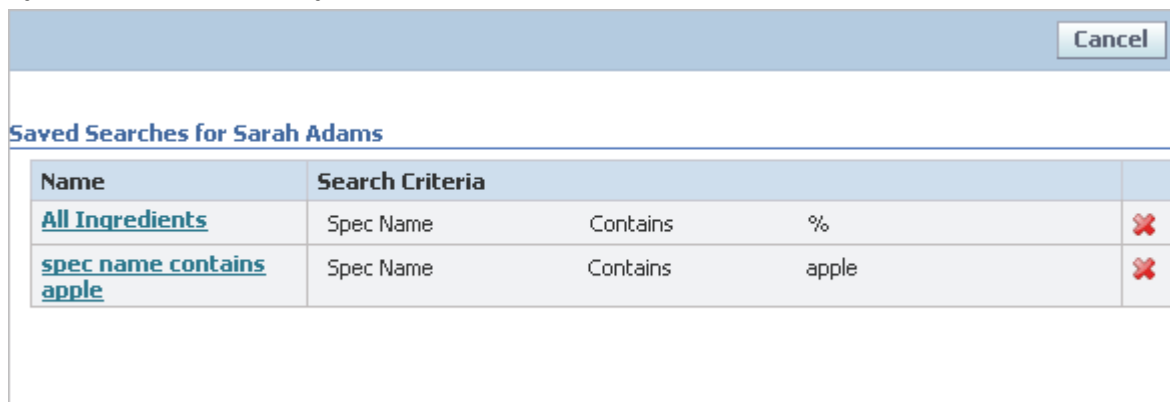 Cancel
Saved Searches for Sarah Adams
Name Search Criteria
All Ingredients Spec Name Contains %
spec name contains Spec Name Contains apple
apple